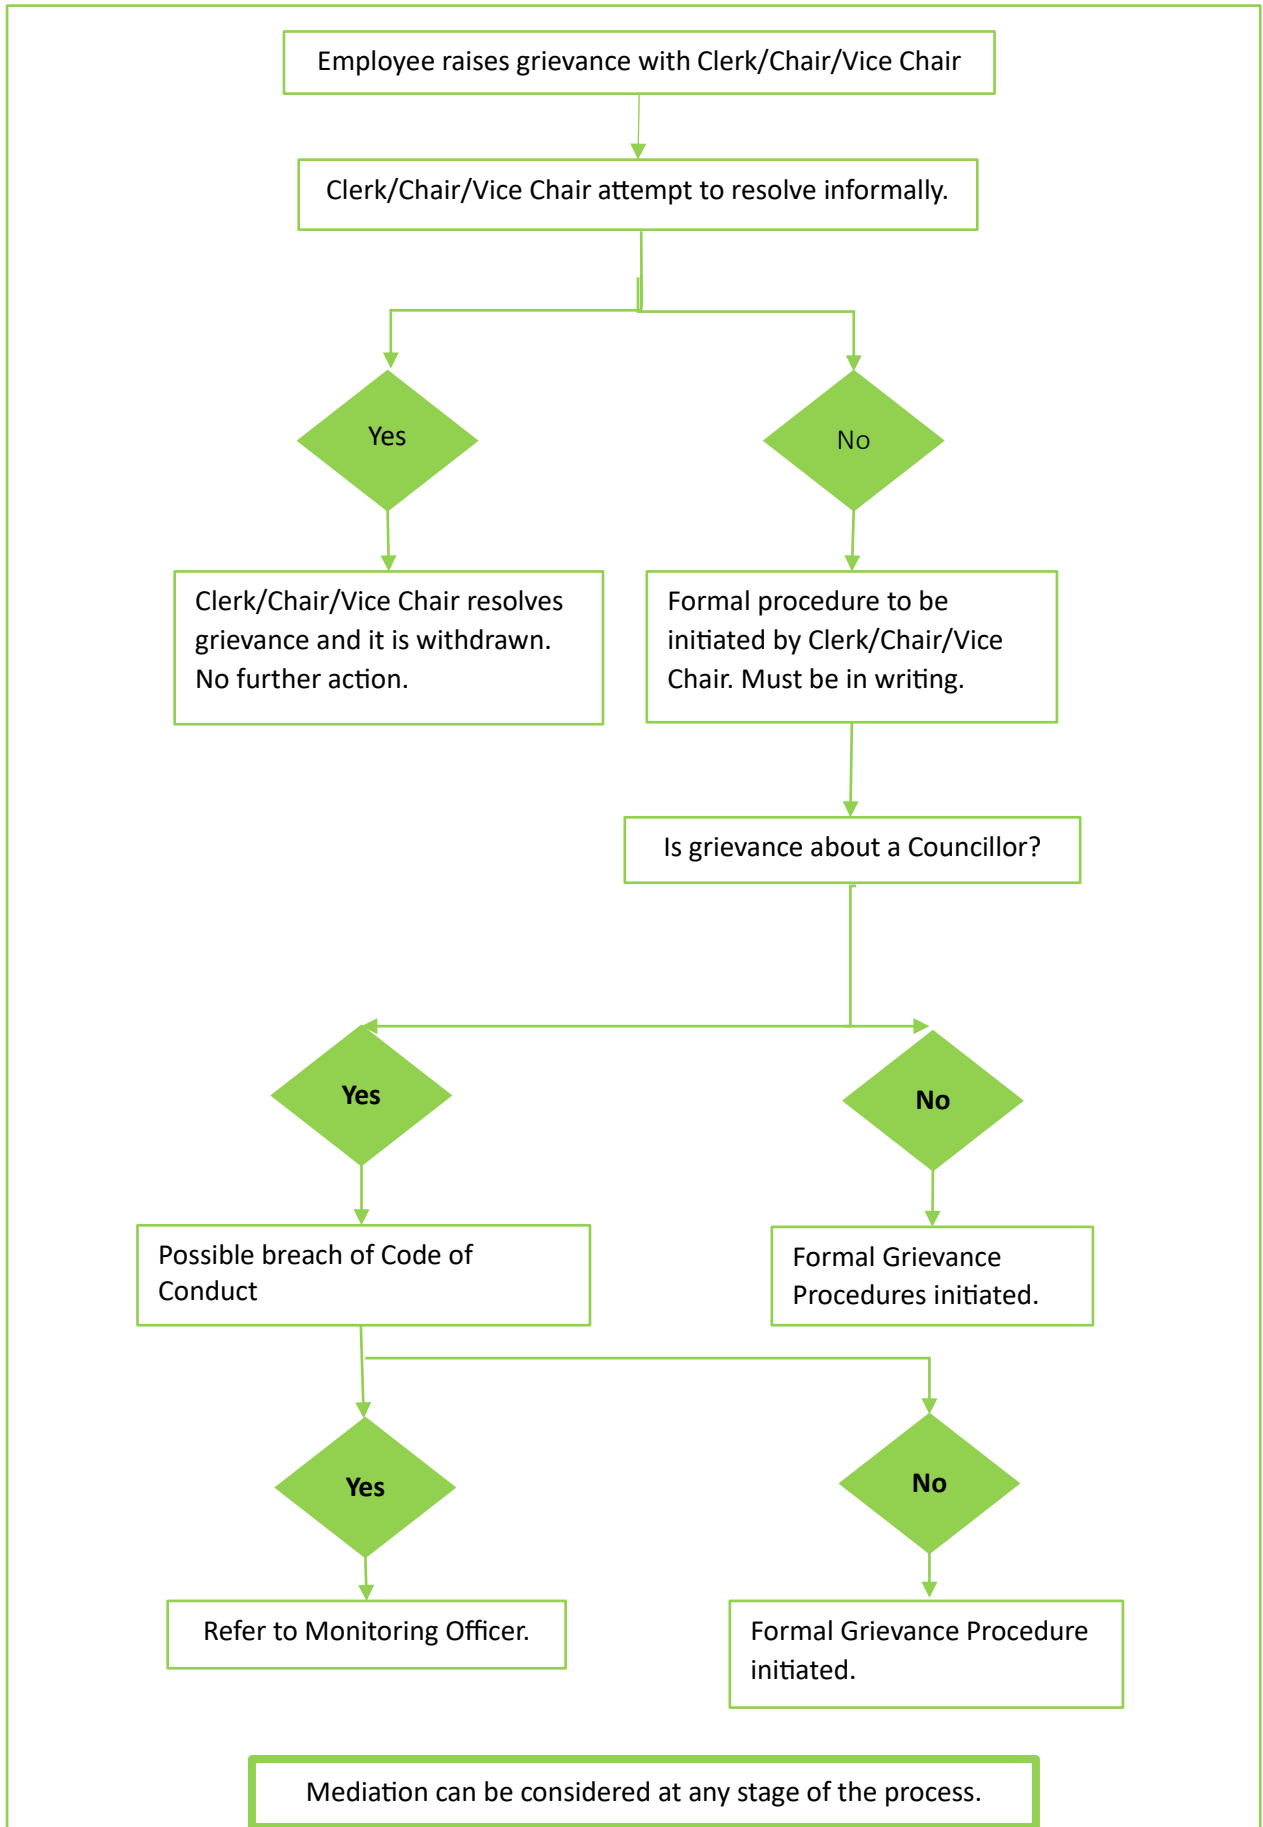 Employee raises grievance with Clerk/Chair/Vice Chair
Clerk/Chair/Vice Chair attempt to resolve informally.
Yes
No
Clerk/Chair/Vice Chair resolves
grievance and it is withdrawn.
No further action.
Formal procedure to be
initiated by Clerk/Chair/Vice
Chair. Must be in writing.
Is grievance about a Councillor?
Yes
No
Possible breach of Code of
Conduct
Formal Grievance
Procedures initiated.
Yes
No
Refer to Monitoring Officer.
Formal Grievance Procedure
initiated.
Mediation can be considered at any stage of the process.